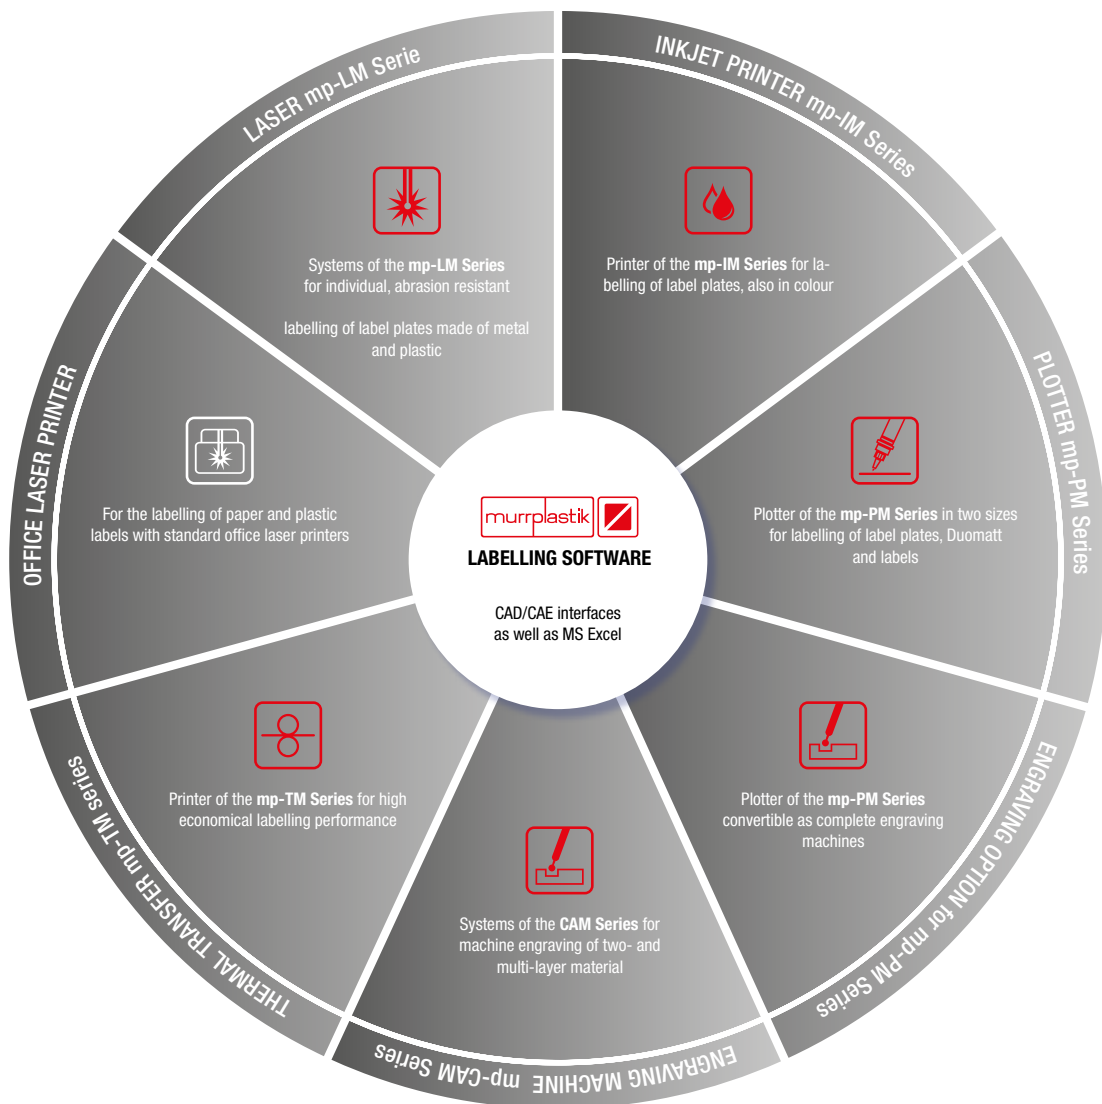 LASER mp-LM Serie
Systems of the mp-LM Series
for individual, abrasion resistant
labelling of label plates made of metal
and plastic
INKJET PRINTER mp-IM Series
Printer of the mp-IM Series for la-
belling of label plates, also in colour
PLOTTER mp-PM Series
Plotter of the mp-PM Series in two sizes
for labelling of label plates, Duomatt
and labels
ENGRAVING OPTION for mp-PM Series
Plotter of the mp-PM Series
convertible as complete engraving
machines
ENGRAVING MACHINE mp-CAM Series
Systems of the CAM Series for
machine engraving of two- and
multi-layer material
THERMAL TRANSFER mp-TM series
Printer of the mp-TM Series for high
economical labelling performance
OFFICE LASER PRINTER
For the labelling of paper and plastic
labels with standard office laser printers
murrplastik
LABELLING SOFTWARE
CAD/CAE interfaces
as well as MS Excel